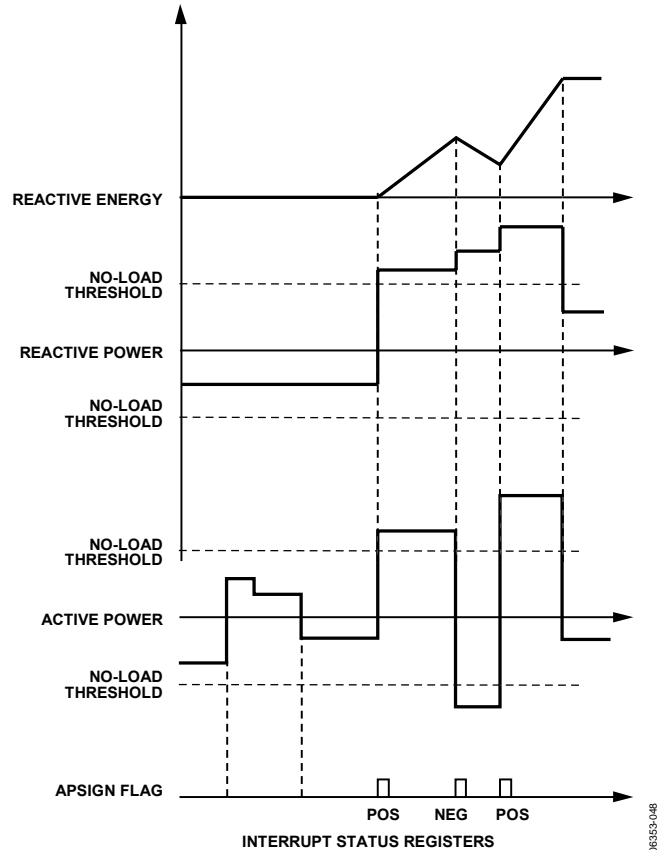 REACTIVE ENERGY
NO-LOAD
THRESHOLD
REACTIVE POWER
NO-LOAD
THRESHOLD
NO-LOAD
THRESHOLD
ACTIVE POWER
NO-LOAD
THRESHOLD
APSIGN FLAG
POS NEG POS
INTERRUPT STATUS REGISTERS
06353-048